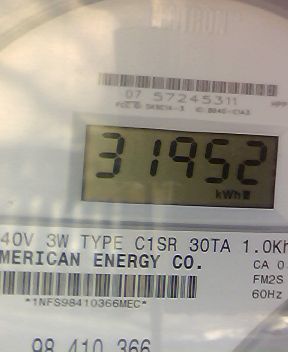 07 57245311
31952
kWh
40V 3W TYPE C1SR 30TA 1.0Kh
MERICAN ENERGY CO.
CA 0
FM2S
*1NFS98410366MEC*
60Hz
98 410 366